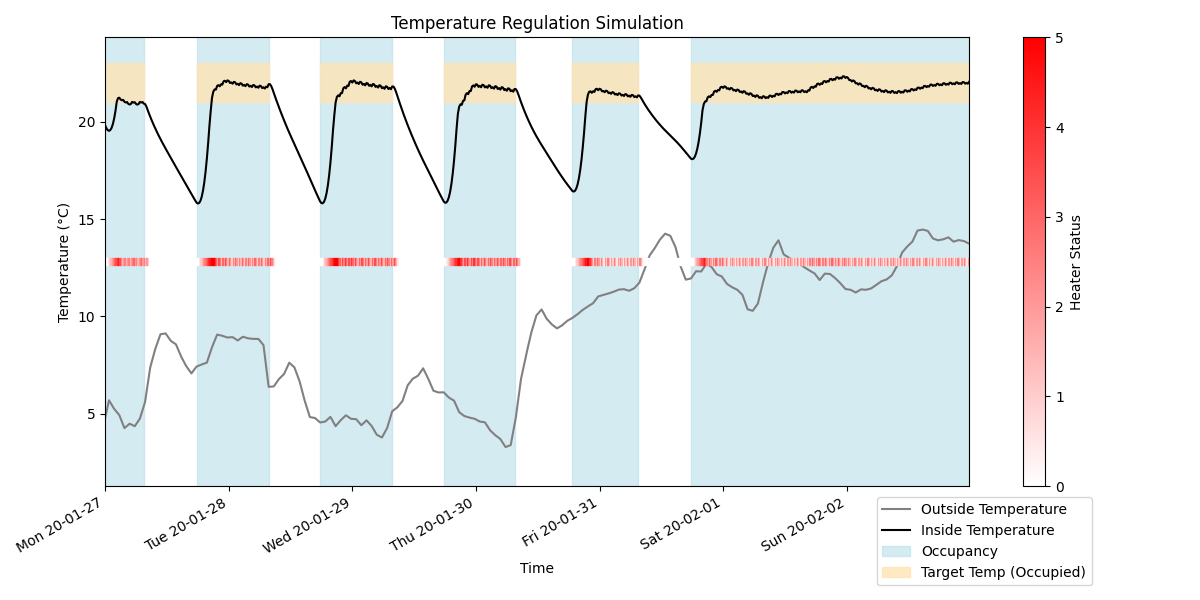 Temperature Regulation Simulation
Temperature (°C)
20
15
10
5
Mon 20-01-27
Tue 20-01-28
Wed 20-01-29
Thu 20-01-30
Fri 20-01-31
Sat 20-02-01
Sun 20-02-02
Time
5
4
3
2
1
0
Heater Status
Outside Temperature
Inside Temperature
Occupancy
Target Temp (Occupied)